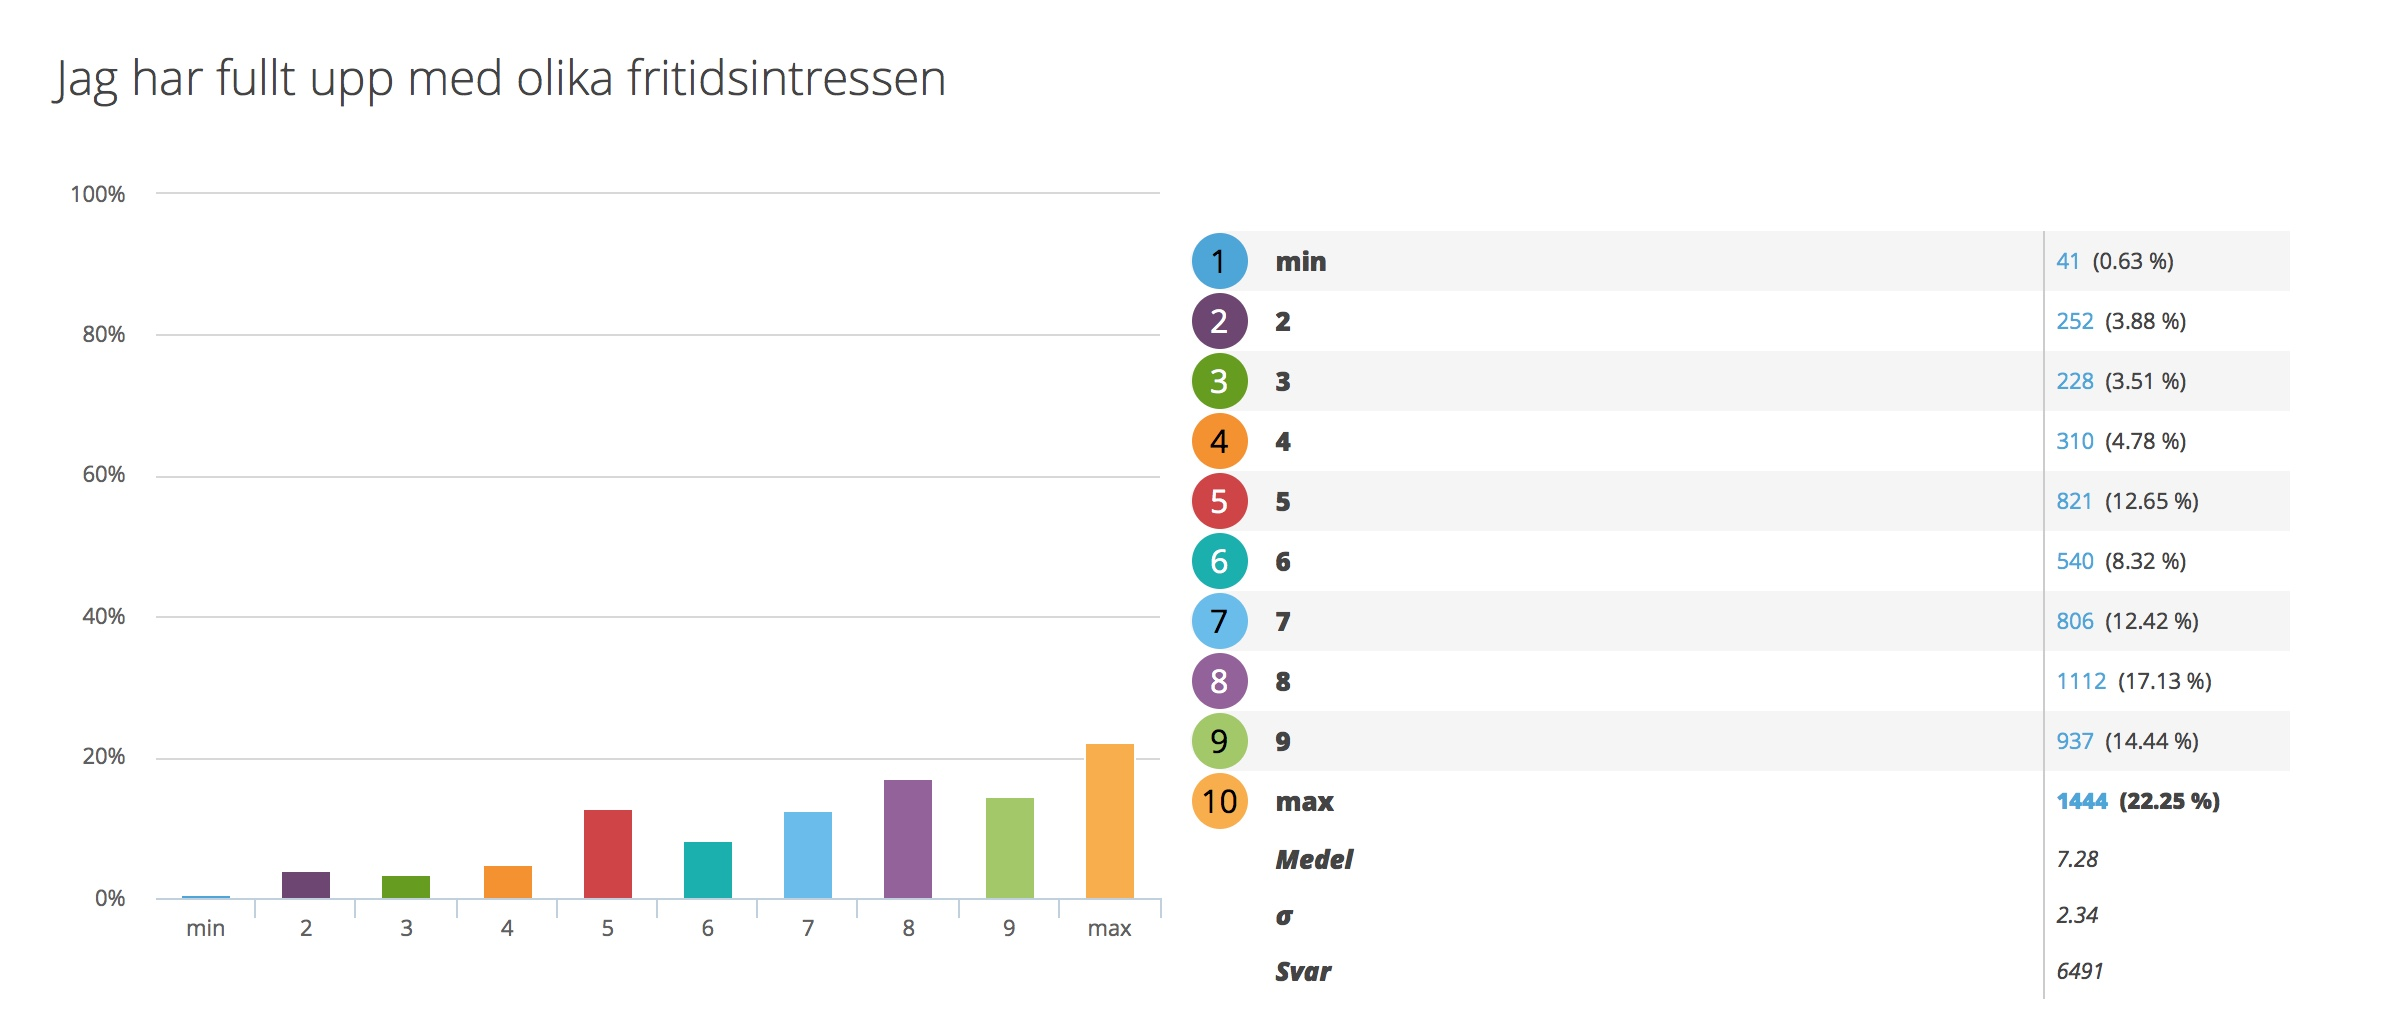 Jag har fullt upp med olika fritidsintressen
100%
80%
60%
40%
20%
0%
min 2 3 4 5 6 7 8 9 max
1 min 41 (0.63 %)
2 2 252 (3.88 %)
3 3 228 (3.51 %)
4 4 310 (4.78 %)
5 5 821 (12.65 %)
6 6 540 (8.32 %)
7 7 806 (12.42 %)
8 8 1112 (17.13 %)
9 9 937 (14.44 %)
10 max 1444 (22.25 %)
Medel 7.28
σ 2.34
Svar 6491